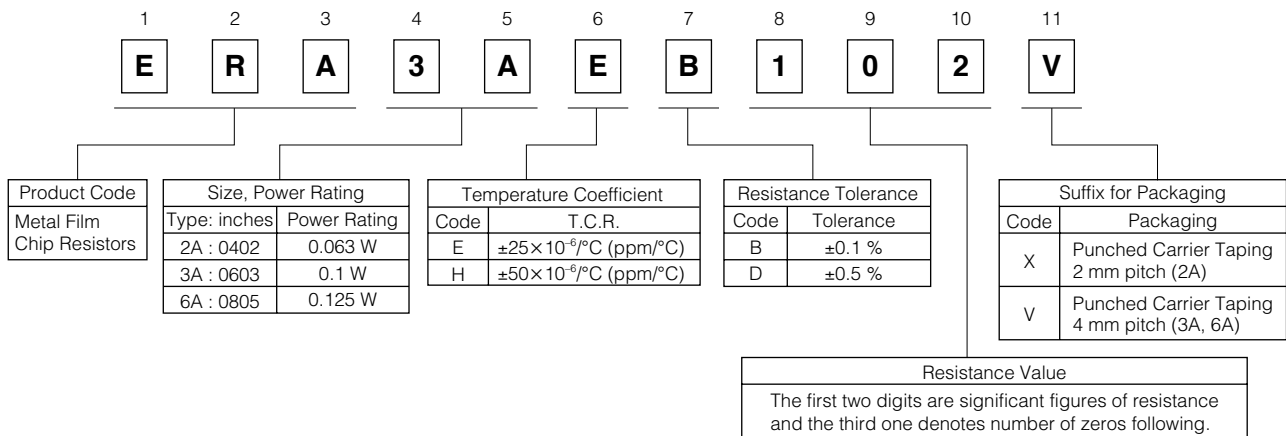 1 2 3 4 5 6 7 8 9 10 11
E R A 3 A E B 1 0 2 V
Product Code
Metal Film
Chip Resistors
Size, Power Rating
Type: inches Power Rating
2A : 0402 0.063 W
3A : 0603 0.1 W
6A : 0805 0.125 W
Temperature Coefficient
Code T.C.R.
E ±25×10⁻⁶/°C (ppm/°C)
H ±50×10⁻⁶/°C (ppm/°C)
Resistance Tolerance
Code Tolerance
B ±0.1 %
D ±0.5 %
Suffix for Packaging
Code Packaging
X Punched Carrier Taping
2 mm pitch (2A)
V Punched Carrier Taping
4 mm pitch (3A, 6A)
Resistance Value
The first two digits are significant figures of resistance
and the third one denotes number of zeros following.